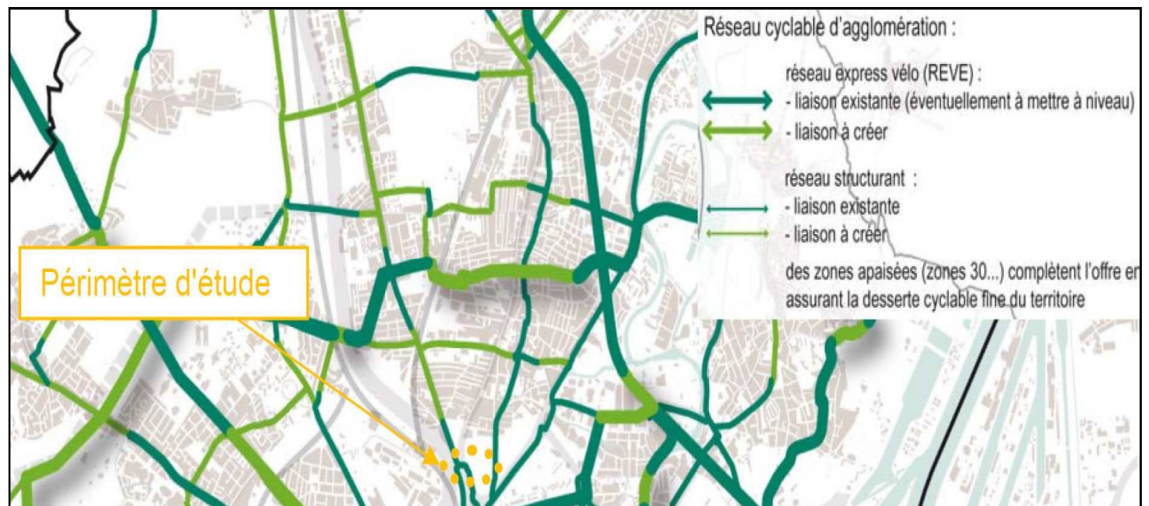 Réseau cyclable d'agglomération :
réseau express vélo (REVE) :
- liaison existante (éventuellement à mettre à niveau)
- liaison à créer
réseau structurant :
- liaison existante
- liaison à créer
des zones apaisées (zones 30...) complètent l'offre en
assurant la desserte cyclable fine du territoire
Périmètre d'étude